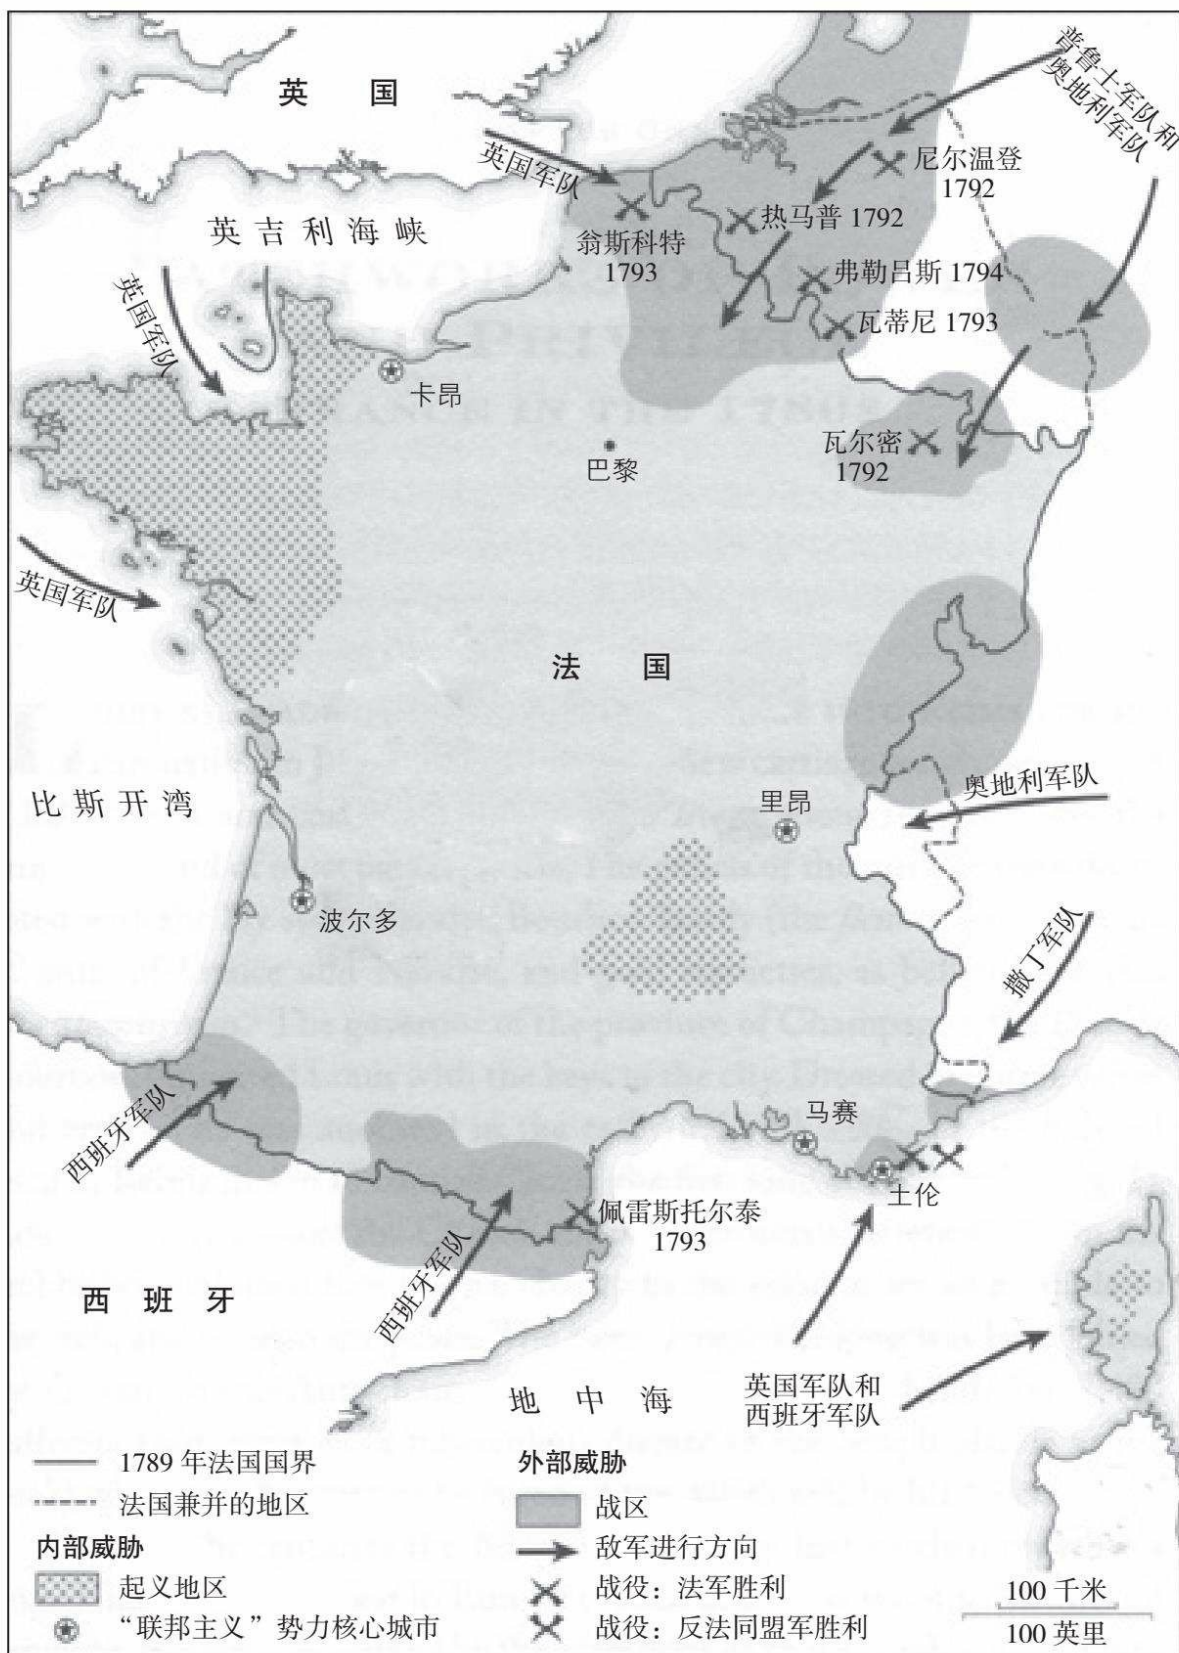 英 国
普鲁士军队和
奥地利军队
英国军队
尼尔温登
1792
热马普 1792
翁斯科特
1793
英吉利海峡
弗勒吕斯 1794
英国军队
瓦蒂尼 1793
卡昂
瓦尔密
1792
巴黎
英国军队
法 国
比斯开湾
里昂
奥地利军队
波尔多
撒丁军队
西班牙军队
马赛
土伦
佩雷斯托尔泰
1793
西班牙军队
西班牙
英国军队和
西班牙军队
地中海
1789 年法国国界
法国兼并的地区
内部威胁
起义地区
“联邦主义”势力核心城市
外部威胁
战区
敌军进行方向
战役：法军胜利
战役：反法同盟军胜利
100 千米
100 英里